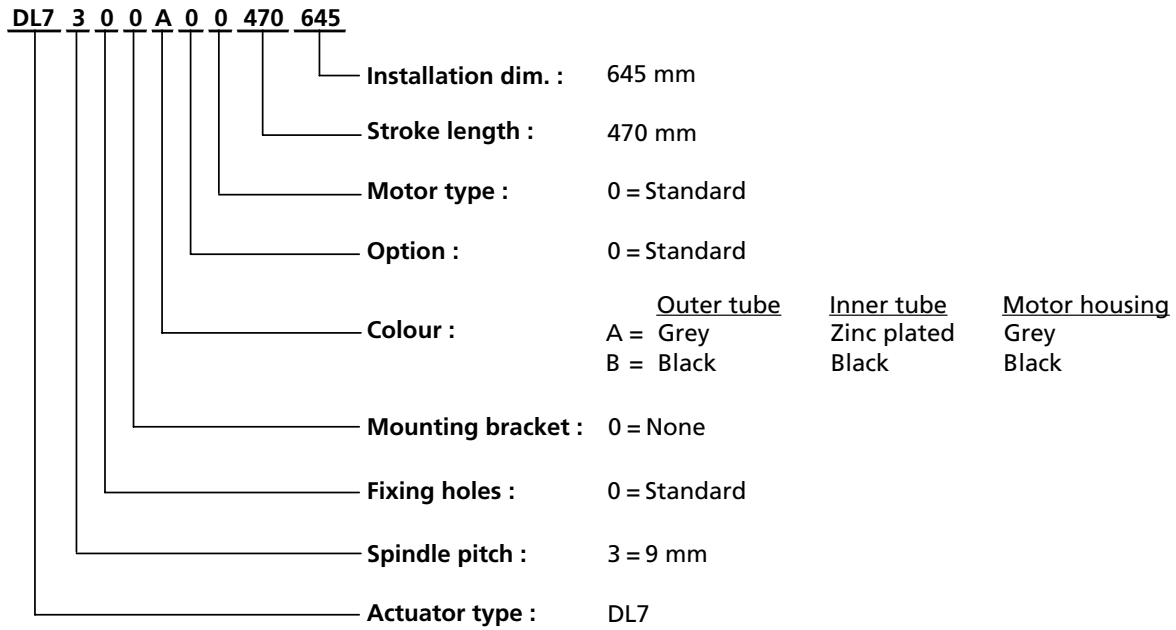 DL7 3 0 0 A 0 0 470 645
Installation dim. : 645 mm
Stroke length : 470 mm
Motor type : 0 = Standard
Option : 0 = Standard
Outer tube Inner tube Motor housing
Colour : A = Grey Zinc plated Grey
B = Black Black Black
Mounting bracket : 0 = None
Fixing holes : 0 = Standard
Spindle pitch : 3 = 9 mm
Actuator type : DL7